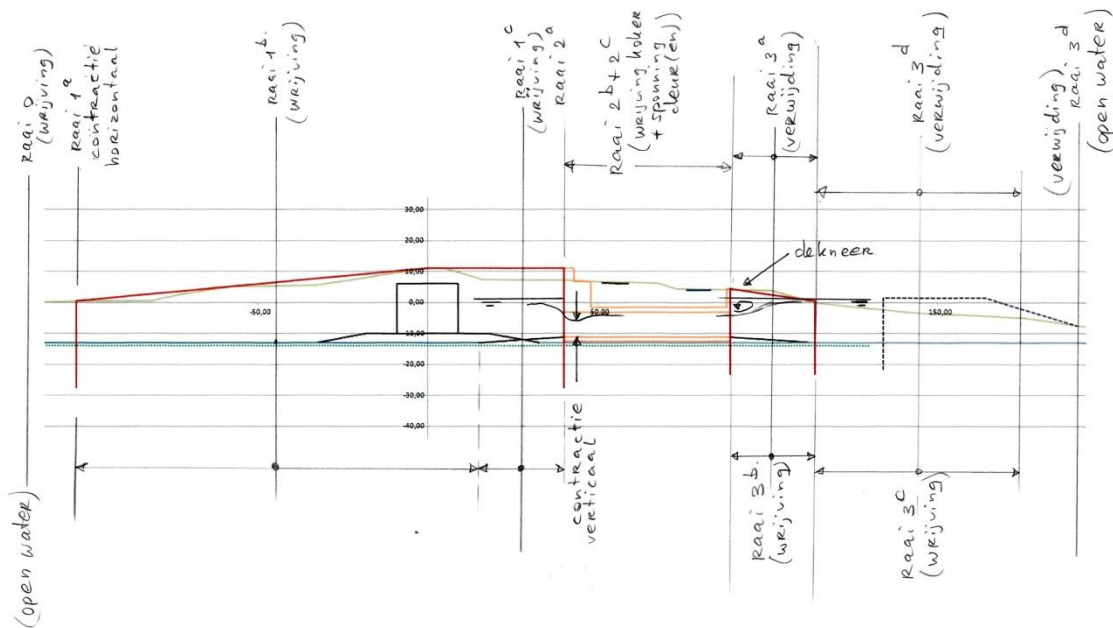 Raai 0
(wrijving)
(open water)
Raai 1a
contractie
horizontaal
Raai 1b.
(wrijving)
Raai 1c
(wrijving)
Raai 2a
Raai 2b + 2c
(wrijving koker
+ sponning
deur(en))
Raai 3a
(verwijding)
Raai 3d
(verwijding)
(verwijding)
Raai 3d
(open water)
dekneer
30,00
20,00
10,00
0,00
-10,00
-20,00
-30,00
-40,00
-50,00
50,00
150,00
contractie
verticaal
Raai 3b.
(wrijving)
Raai 3c
(wrijving)